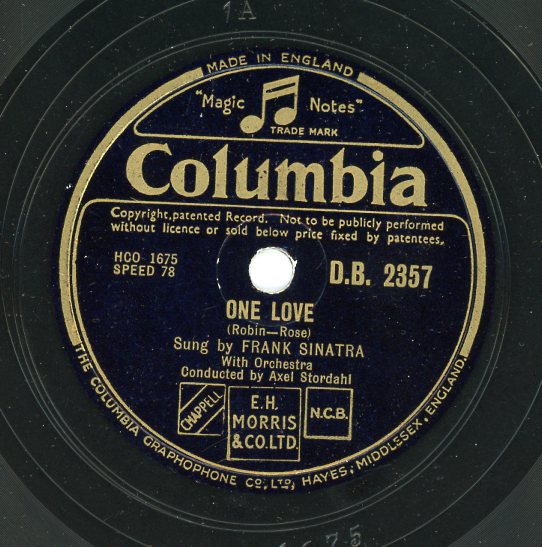 1A
MADE IN ENGLAND
"Magic Notes"
TRADE MARK
Columbia
Copyright, patented Record. Not to be publicly performed
without licence or sold below price fixed by patentees.
HCO 1675
SPEED 78
D.B. 2357
ONE LOVE
(Robin—Rose)
Sung by FRANK SINATRA
With Orchestra
Conducted by Axel Stordahl
CHAPPELL
E.H.
MORRIS
& CO. LTD.
N.C.B.
THE COLUMBIA GRAPHOPHONE CO., LTD., HAYES, MIDDLESEX, ENGLAND.